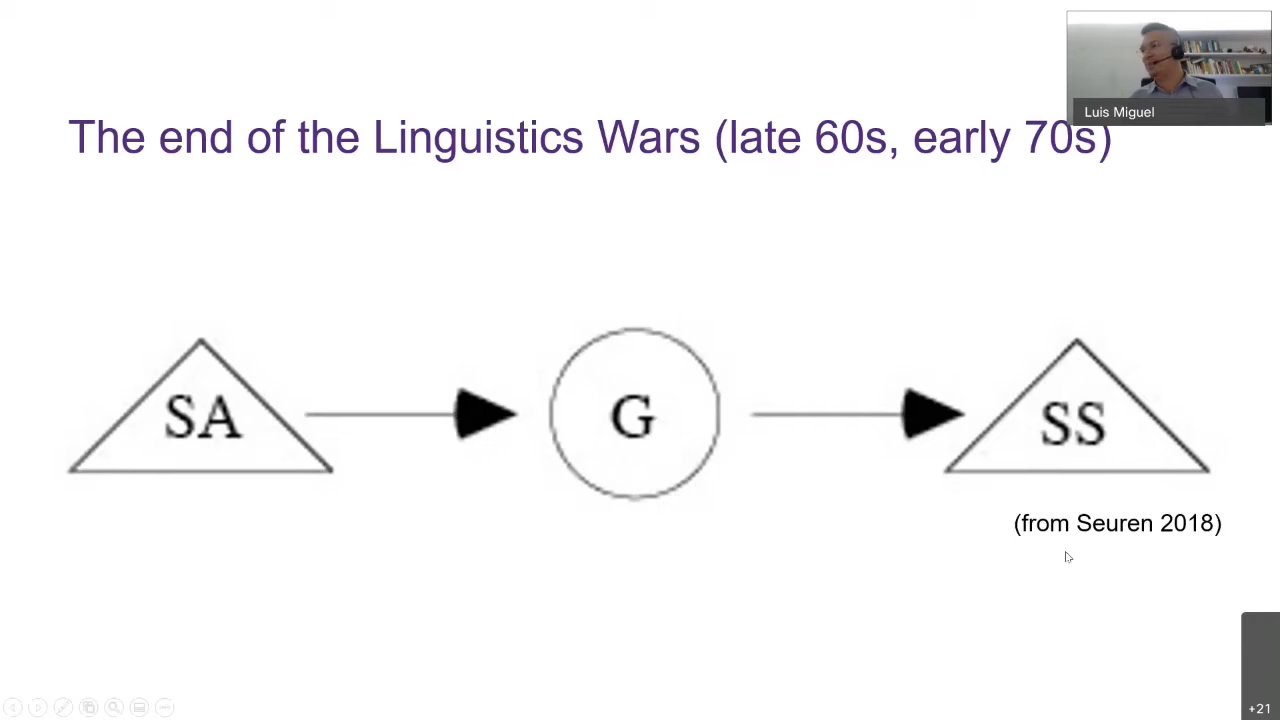 Luis Miguel
The end of the Linguistics Wars (late 60s, early 70s)
SA
G
SS
(from Seuren 2018)
+21